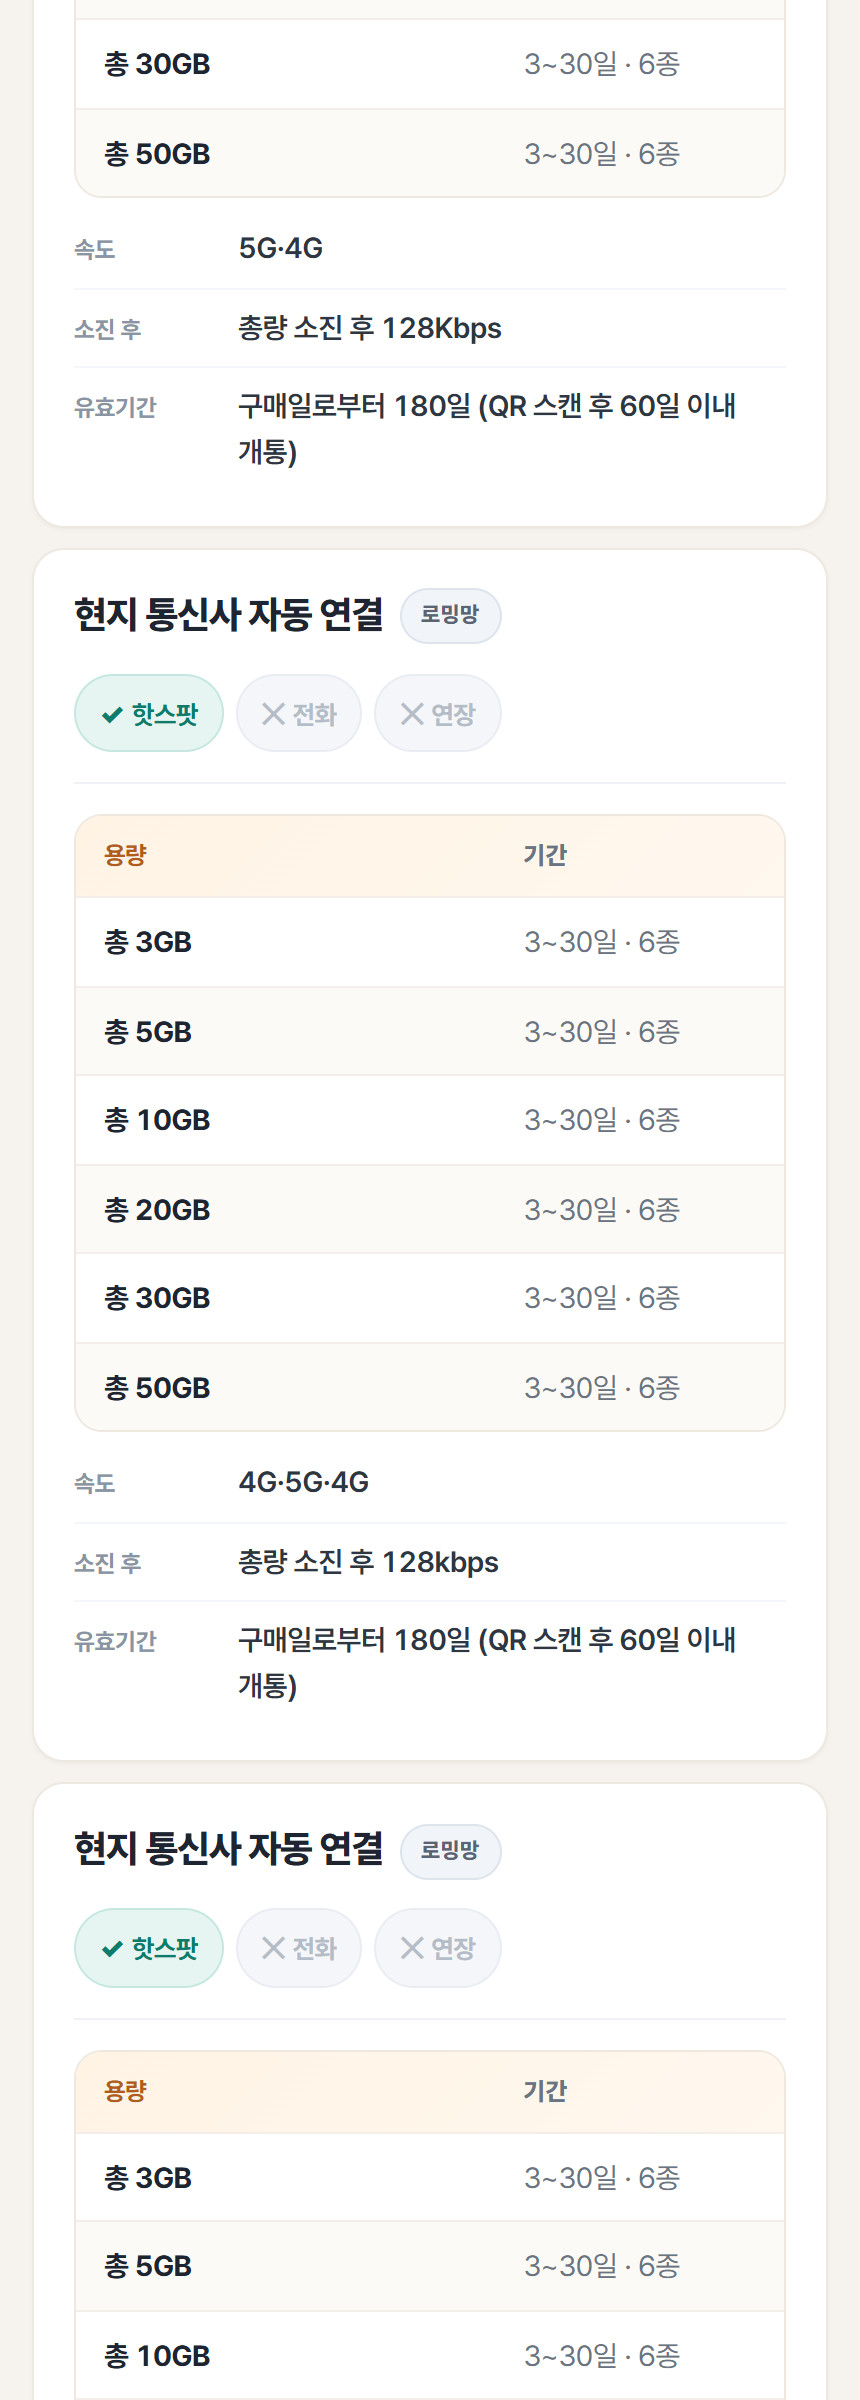 총 30GB 3~30일 · 6종
총 50GB 3~30일 · 6종
속도 5G·4G
소진 후 총량 소진 후 128Kbps
유효기간 구매일로부터 180일 (QR 스캔 후 60일 이내
개통)
현지 통신사 자동 연결 로밍망
✓ 핫스팟 ✕ 전화 ✕ 연장
용량 기간
총 3GB 3~30일 · 6종
총 5GB 3~30일 · 6종
총 10GB 3~30일 · 6종
총 20GB 3~30일 · 6종
총 30GB 3~30일 · 6종
총 50GB 3~30일 · 6종
속도 4G·5G·4G
소진 후 총량 소진 후 128kbps
유효기간 구매일로부터 180일 (QR 스캔 후 60일 이내
개통)
현지 통신사 자동 연결 로밍망
✓ 핫스팟 ✕ 전화 ✕ 연장
용량 기간
총 3GB 3~30일 · 6종
총 5GB 3~30일 · 6종
총 10GB 3~30일 · 6종